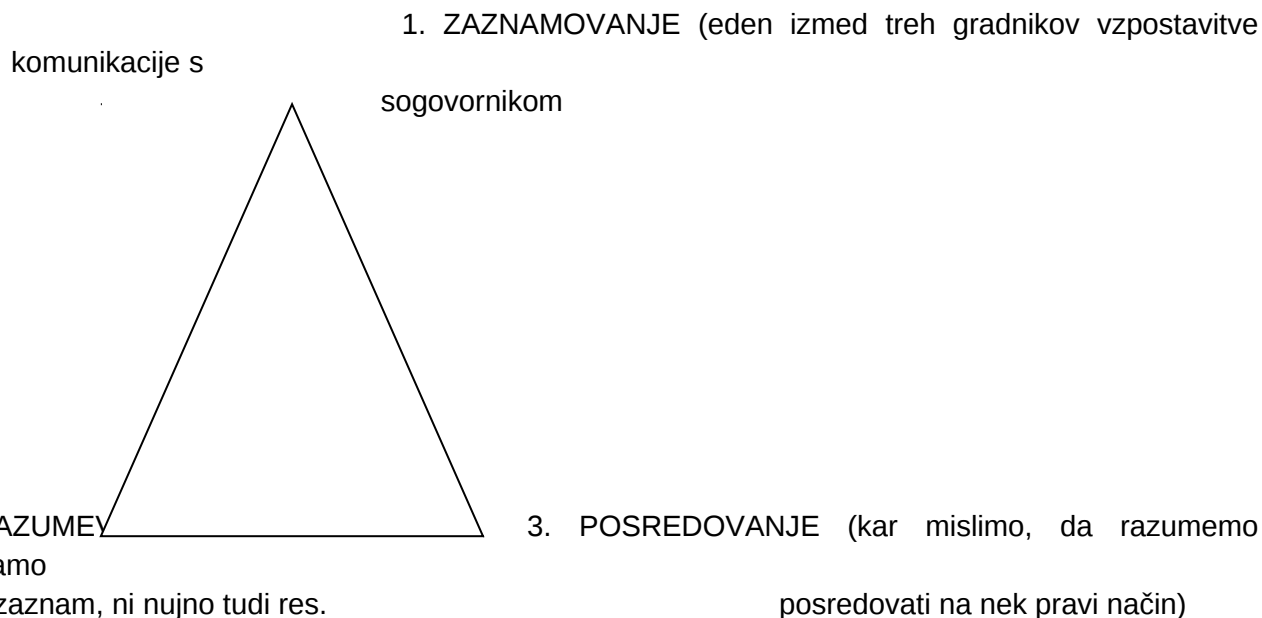 1. ZAZNAMOVANJE (eden izmed treh gradnikov vzpostavitve
komunikacije s
sogovornikom
3. POSREDOVANJE (kar mislimo, da razumemo
zaznam, ni nujno tudi res. posredovati na nek pravi način)